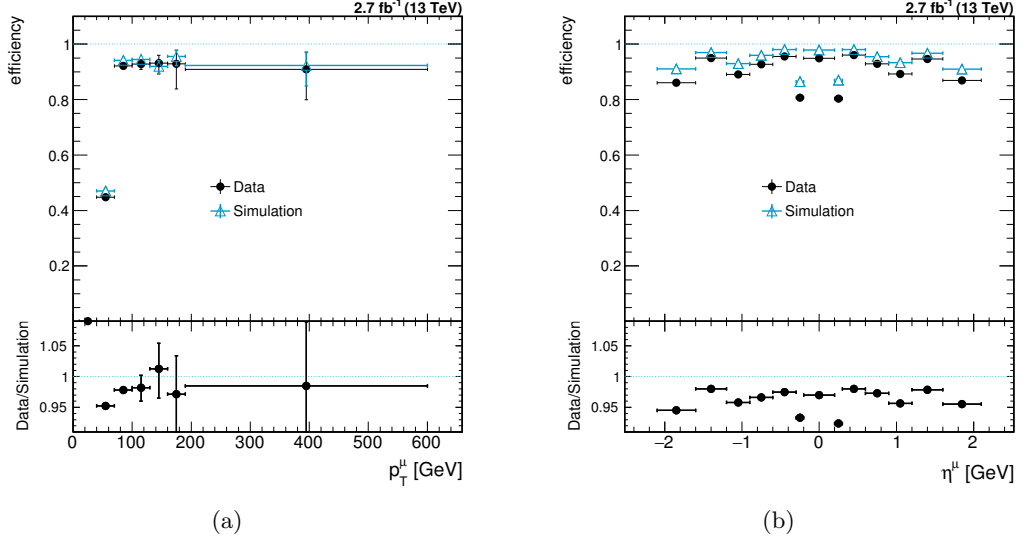 2.7 fb⁻¹ (13 TeV)
efficiency
1
0.8
0.6
0.4
0.2
Data
Simulation
Data/Simulation
1.05
1
0.95
0 100 200 300 400 500 600
p_T^μ [GeV]
(a)
2.7 fb⁻¹ (13 TeV)
efficiency
1
0.8
0.6
0.4
0.2
Data
Simulation
Data/Simulation
1.05
1
0.95
−2 −1 0 1 2
η^μ [GeV]
(b)